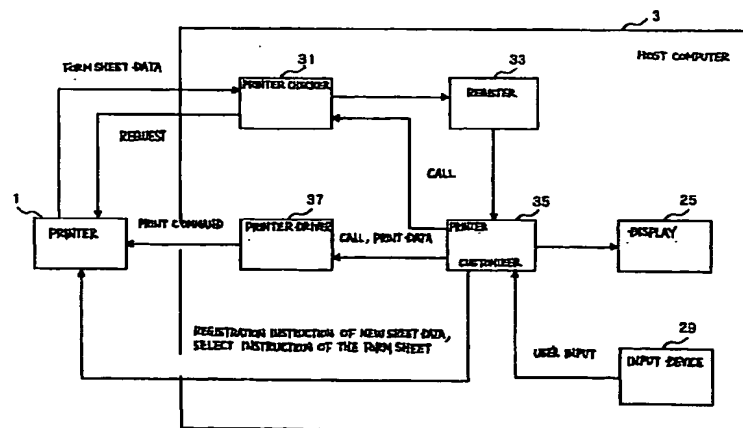 3
HOST COMPUTER
FORM SHEET DATA
31
PRINTER CHECKER
33
REGISTER
REQUEST
CALL
1
PRINTER
PRINT COMMAND
37
PRINTER DRIVER
CALL, PRINT DATA
35
PRINTER
CUSTOMIZER
25
DISPLAY
REGISTRATION INSTRUCTION OF NEW SHEET DATA,
SELECT INSTRUCTION OF THE FORM SHEET
USER INPUT
29
INPUT DEVICE